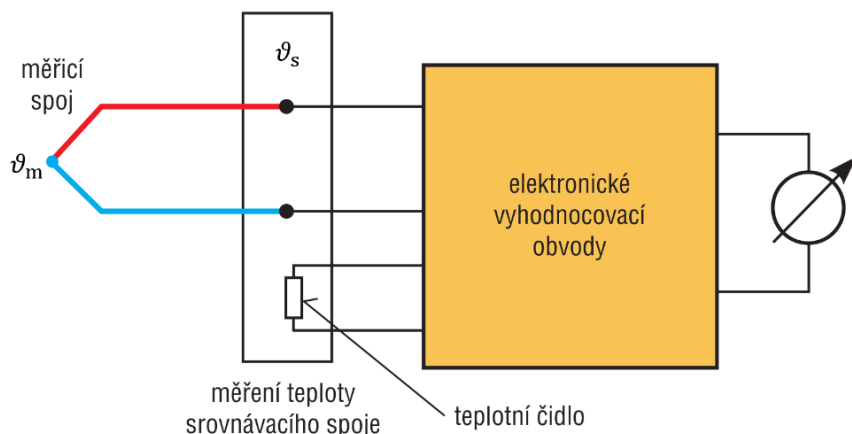 ϑs
měřicí
spoj
ϑm
elektronické
vyhodnocovací
obvody
měření teploty
srovnávacího spoje
teplotní čidlo